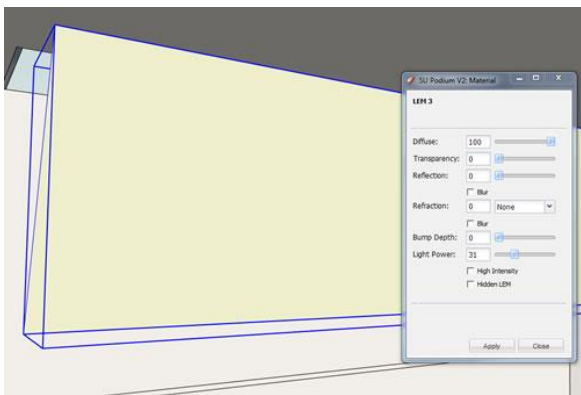 SU Podium V2: Material
LEM 3
Diffuse: 100
Transparency: 0
Reflection: 0
Blur
Refraction: 0 None
Blur
Bump Depth: 0
Light Power: 31
High Intensity
Hidden LEM
Apply Close